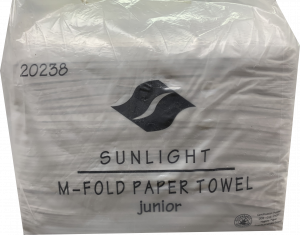 20238
SUNLIGHT
M-FOLD PAPER TOWEL
junior